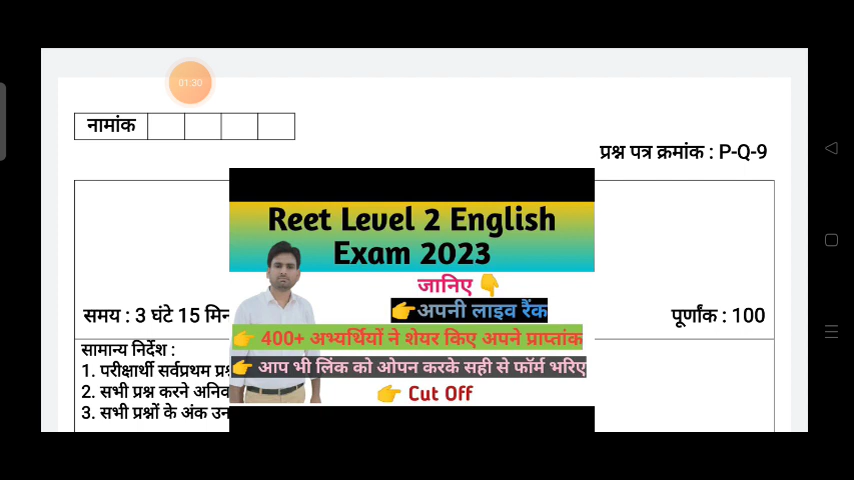 01:30
नामांक
प्रश्न पत्र क्रमांक : P-Q-9
Reet Level 2 English
Exam 2023
जानिए 👇
👉अपनी लाइव रैंक
समय : 3 घंटे 15 मिन
पूर्णांक : 100
👉 400+ अभ्यर्थियों ने शेयर किए अपने प्राप्तांक
सामान्य निर्देश :
1. परीक्षार्थी सर्वप्रथम
👉 आप भी लिंक को ओपन करके सही से फॉर्म भरिए
2. सभी प्रश्न करने
👉 Cut Off
3. सभी प्रश्नों के अंक